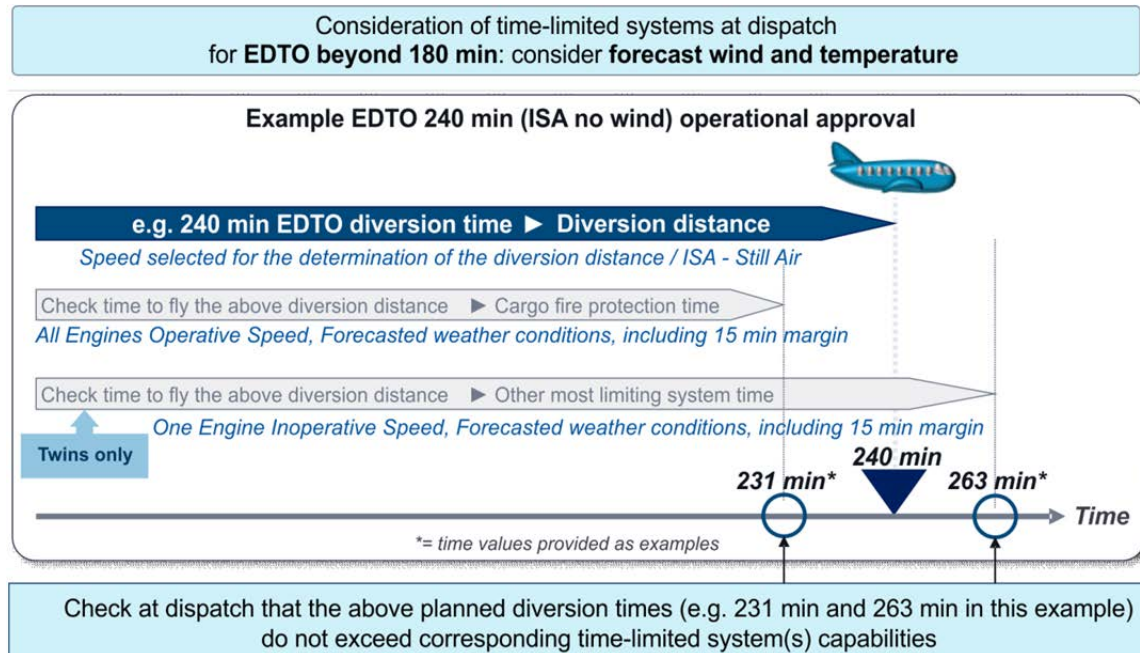 Consideration of time-limited systems at dispatch
for EDTO beyond 180 min: consider forecast wind and temperature
Example EDTO 240 min (ISA no wind) operational approval
e.g. 240 min EDTO diversion time ► Diversion distance
Speed selected for the determination of the diversion distance / ISA - Still Air
Check time to fly the above diversion distance ► Cargo fire protection time
All Engines Operative Speed, Forecasted weather conditions, including 15 min margin
Check time to fly the above diversion distance ► Other most limiting system time
One Engine Inoperative Speed, Forecasted weather conditions, including 15 min margin
Twins only
240 min
231 min*
263 min*
Time
*= time values provided as examples
Check at dispatch that the above planned diversion times (e.g. 231 min and 263 min in this example)
do not exceed corresponding time-limited system(s) capabilities